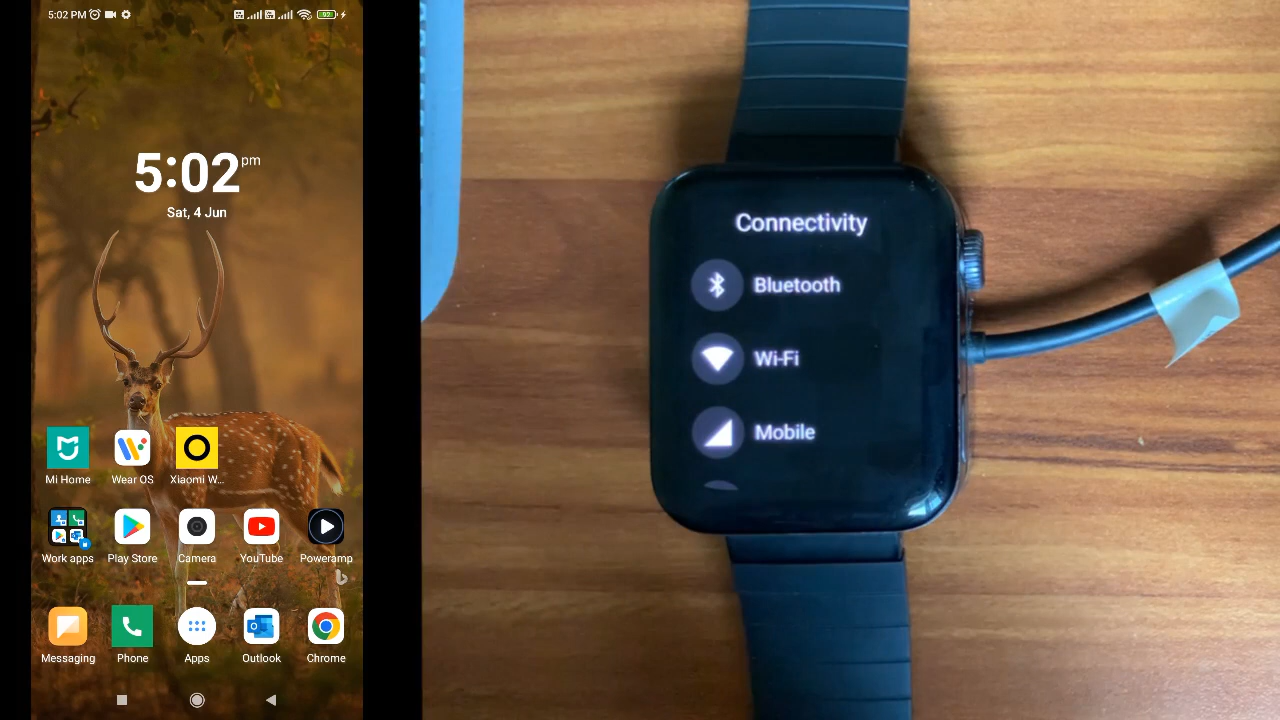 5:02 PM
92
5:02 pm
Sat, 4 Jun
Mi Home
Wear OS
Xiaomi W...
Work apps
Play Store
Camera
YouTube
Poweramp
Messaging
Phone
Apps
Outlook
Chrome
Connectivity
Bluetooth
Wi-Fi
Mobile